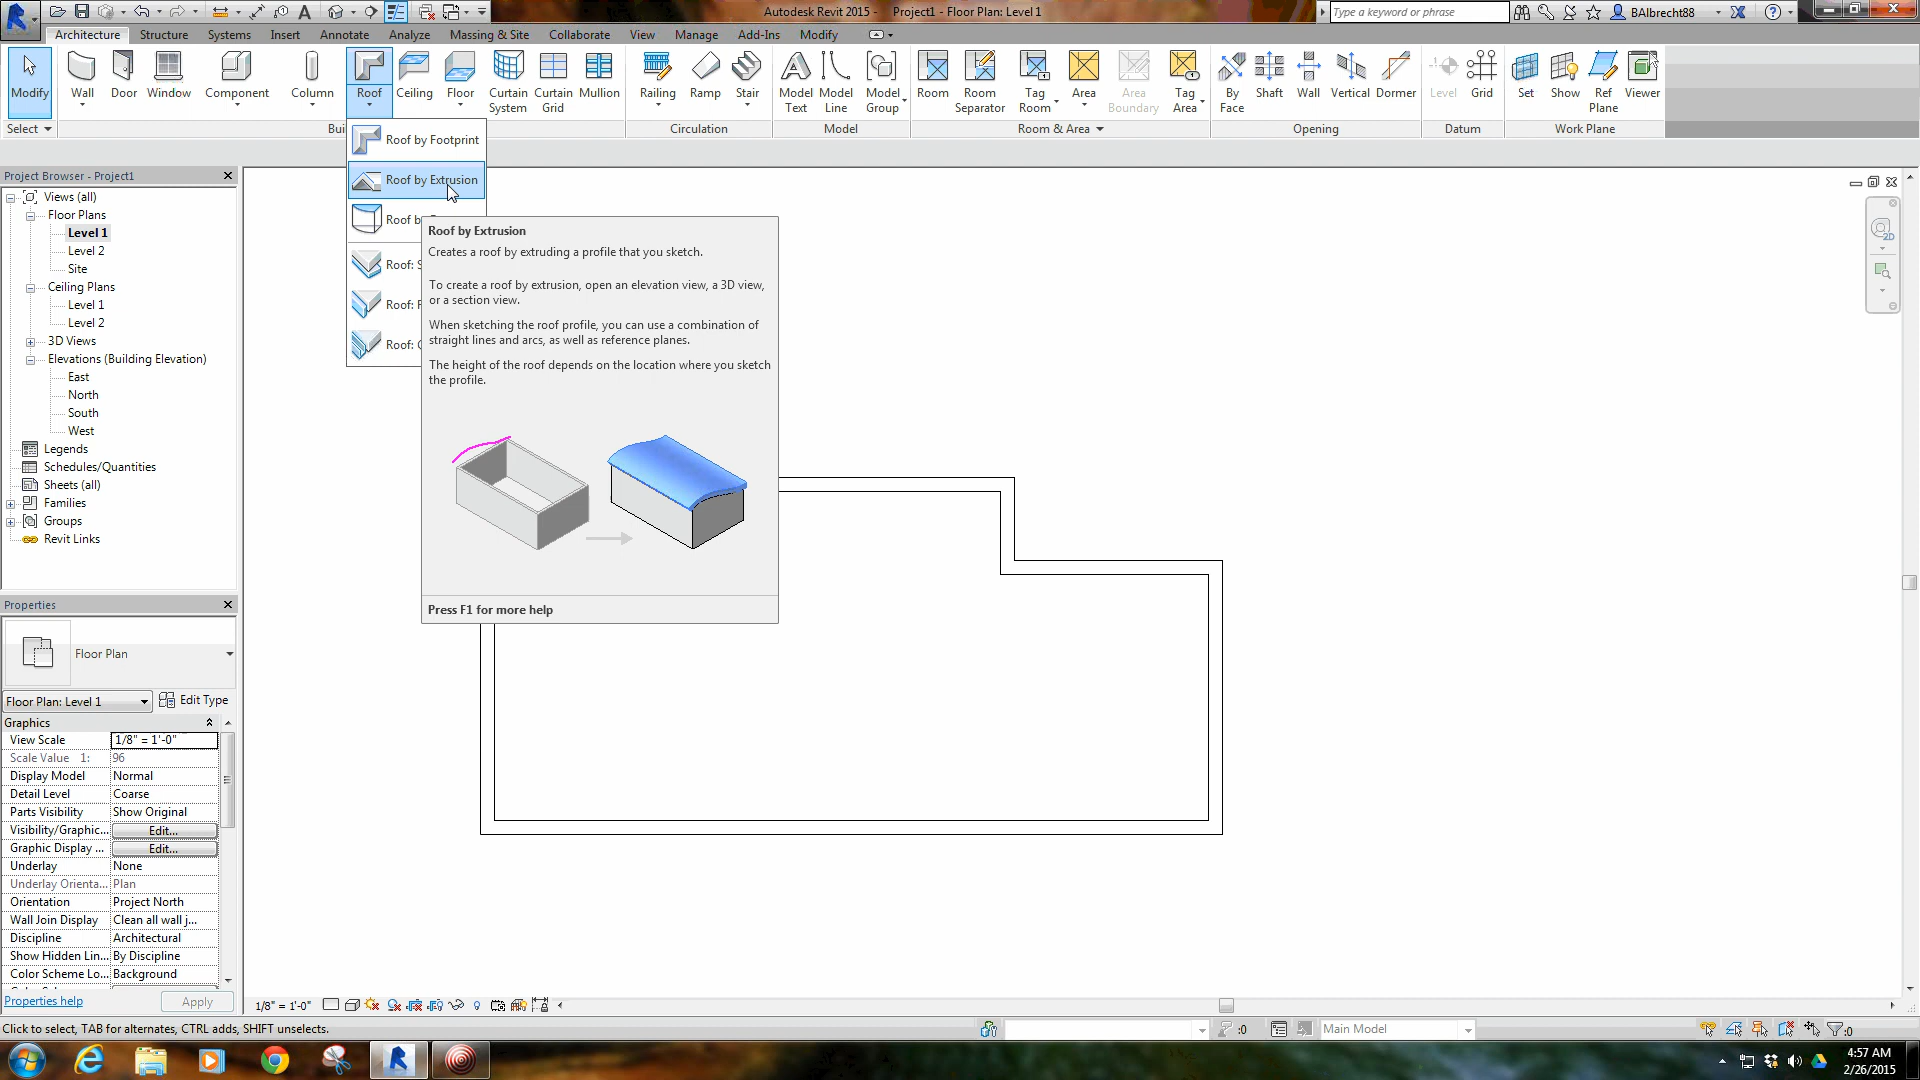 Autodesk Revit 2015 -    Project1 - Floor Plan: Level 1
Type a keyword or phrase
BAlbrecht88
Architecture
Structure
Systems
Insert
Annotate
Analyze
Massing & Site
Collaborate
View
Manage
Add-Ins
Modify
Modify
Wall
Door
Window
Component
Column
Roof
Ceiling
Floor
Curtain System
Curtain Grid
Mullion
Railing
Ramp
Stair
Model Text
Model Line
Model Group
Room
Room Separator
Tag Room
Area
Area Boundary
Tag Area
By Face
Shaft
Wall
Vertical
Dormer
Level
Grid
Set
Show
Ref Plane
Viewer
Select
Circulation
Model
Room & Area
Opening
Datum
Work Plane
Roof by Footprint
Roof by Extrusion
Roof by
Roof:
Roof:
Roof:
Roof by Extrusion
Creates a roof by extruding a profile that you sketch.
To create a roof by extrusion, open an elevation view, a 3D view,
or a section view.
When sketching the roof profile, you can use a combination of
straight lines and arcs, as well as reference planes.
The height of the roof depends on the location where you sketch
the profile.
Press F1 for more help
Project Browser - Project1
Views (all)
Floor Plans
Level 1
Level 2
Site
Ceiling Plans
Level 1
Level 2
3D Views
Elevations (Building Elevation)
East
North
South
West
Legends
Schedules/Quantities
Sheets (all)
Families
Groups
Revit Links
Properties
Floor Plan
Floor Plan: Level 1
Edit Type
Graphics
View Scale 1/8" = 1'-0"
Scale Value 1: 96
Display Model Normal
Detail Level Coarse
Parts Visibility Show Original
Visibility/Graphic... Edit...
Graphic Display ... Edit...
Underlay None
Underlay Orienta... Plan
Orientation Project North
Wall Join Display Clean all wall j...
Discipline Architectural
Show Hidden Lin... By Discipline
Color Scheme Lo... Background
Properties help
Apply
1/8" = 1'-0"
Click to select, TAB for alternates, CTRL adds, SHIFT unselects.
:0
Main Model
:0
4:57 AM
2/26/2015